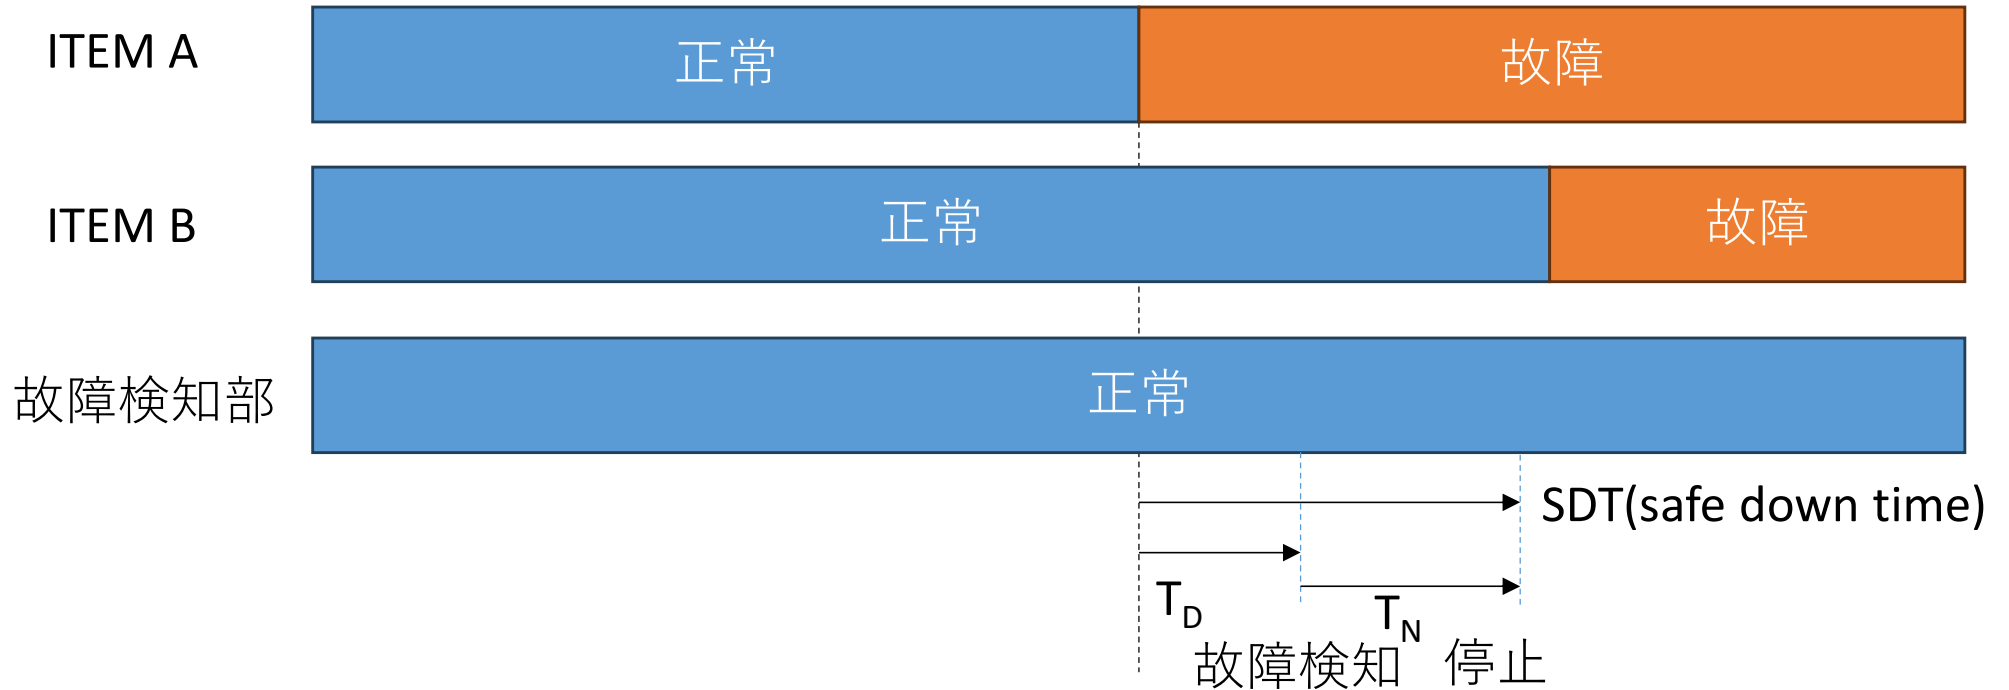 ITEM A
正常
故障
ITEM B
正常
故障
故障検知部
正常
SDT(safe down time)
TD
TN
故障検知
停止